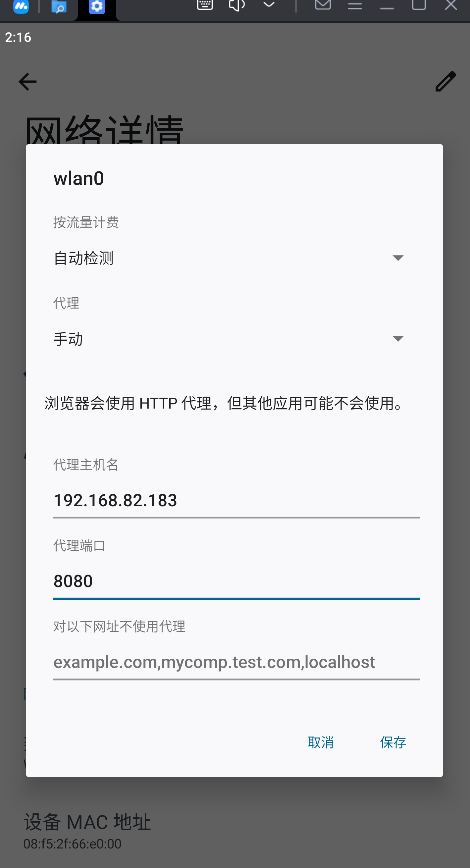 2:16
网络详情
wlan0
按流量计费
自动检测
代理
手动
浏览器会使用 HTTP 代理，但其他应用可能不会使用。
代理主机名
192.168.82.183
代理端口
8080
对以下网址不使用代理
example.com,mycomp.test.com,localhost
取消
保存
设备 MAC 地址
08:f5:2f:66:e0:00